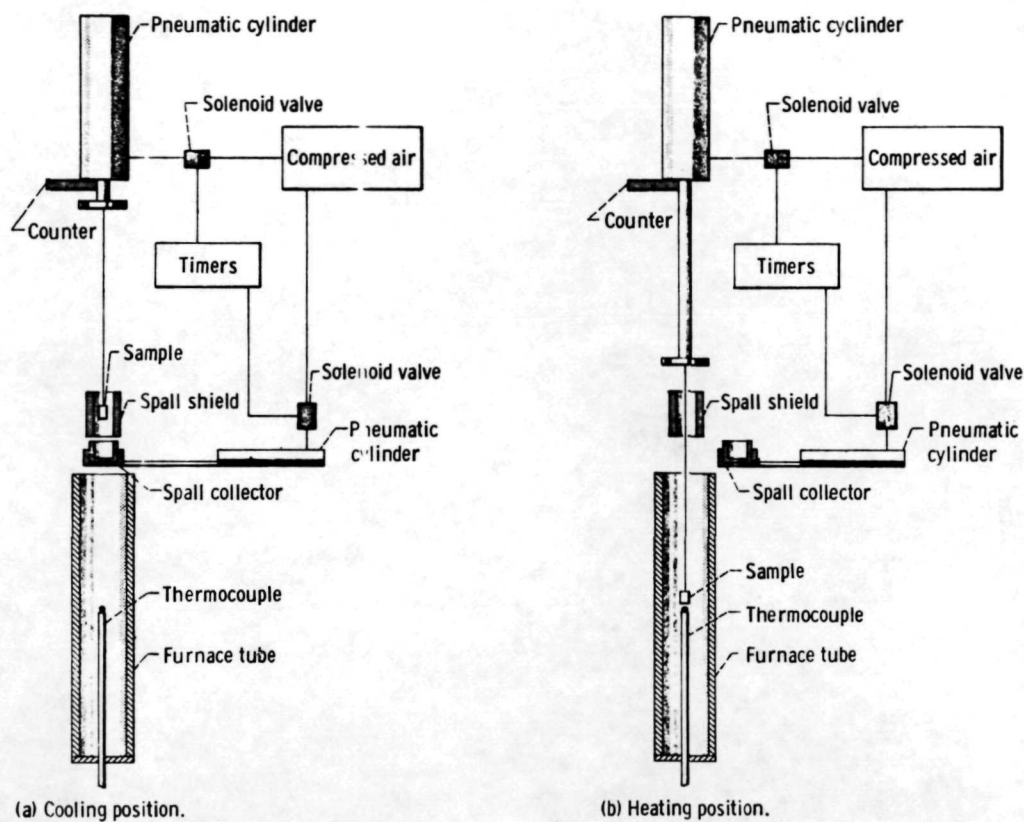 Pneumatic cylinder
Solenoid valve
Compressed air
Counter
Timers
Sample
Solenoid valve
Spall shield
Pneumatic
cylinder
Spall collector
Thermocouple
Furnace tube
(a) Cooling position.
Pneumatic cyclinder
Solenoid valve
Compressed air
Counter
Timers
Solenoid valve
Spall shield
Pneumatic
cylinder
Spall collector
Sample
Thermocouple
Furnace tube
(b) Heating position.